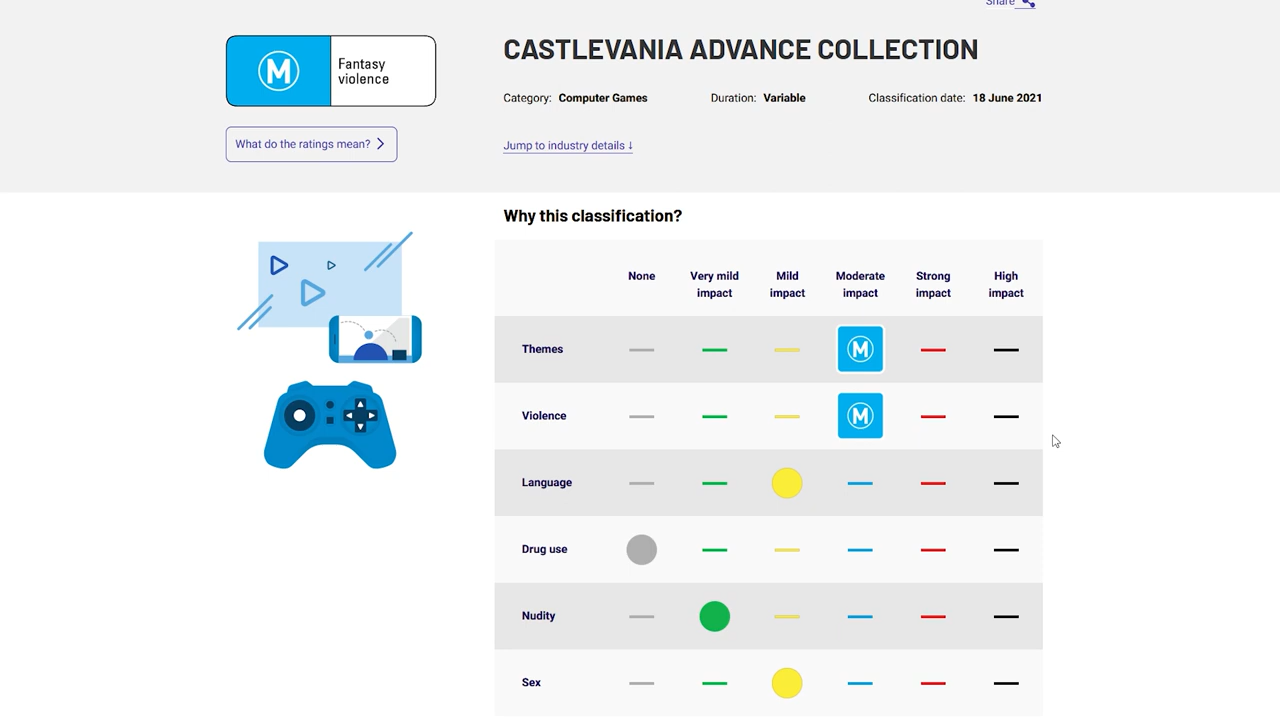 Share
M
Fantasy
violence
CASTLEVANIA ADVANCE COLLECTION
Category: Computer Games Duration: Variable Classification date: 18 June 2021
What do the ratings mean?
Jump to industry details ↓
Why this classification?
None Very mild impact Mild impact Moderate impact Strong impact High impact
Themes M
Violence M
Language
Drug use
Nudity
Sex